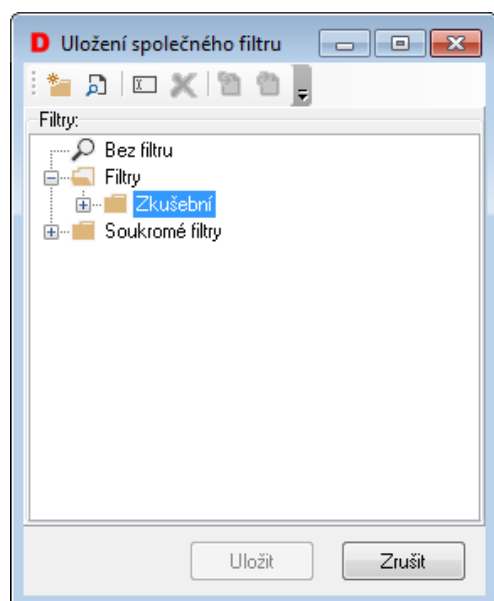 D Uložení společného filtru
Filtry:
Bez filtru
Filtry
Zkušební
Soukromé filtry
Uložit
Zrušit